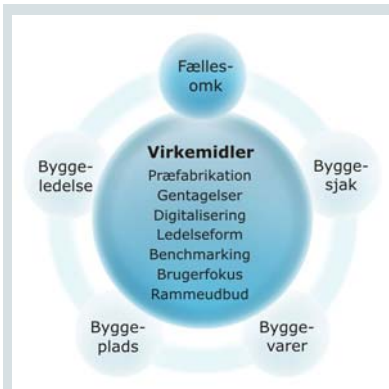 Fælles-
omk
Virkemidler
Præfabrikation
Gentagelser
Digitalisering
Ledelseform
Benchmarking
Brugerfokus
Rammeudbud
Bygge-
ledelse
Bygge-
sjak
Bygge-
plads
Bygge-
varer